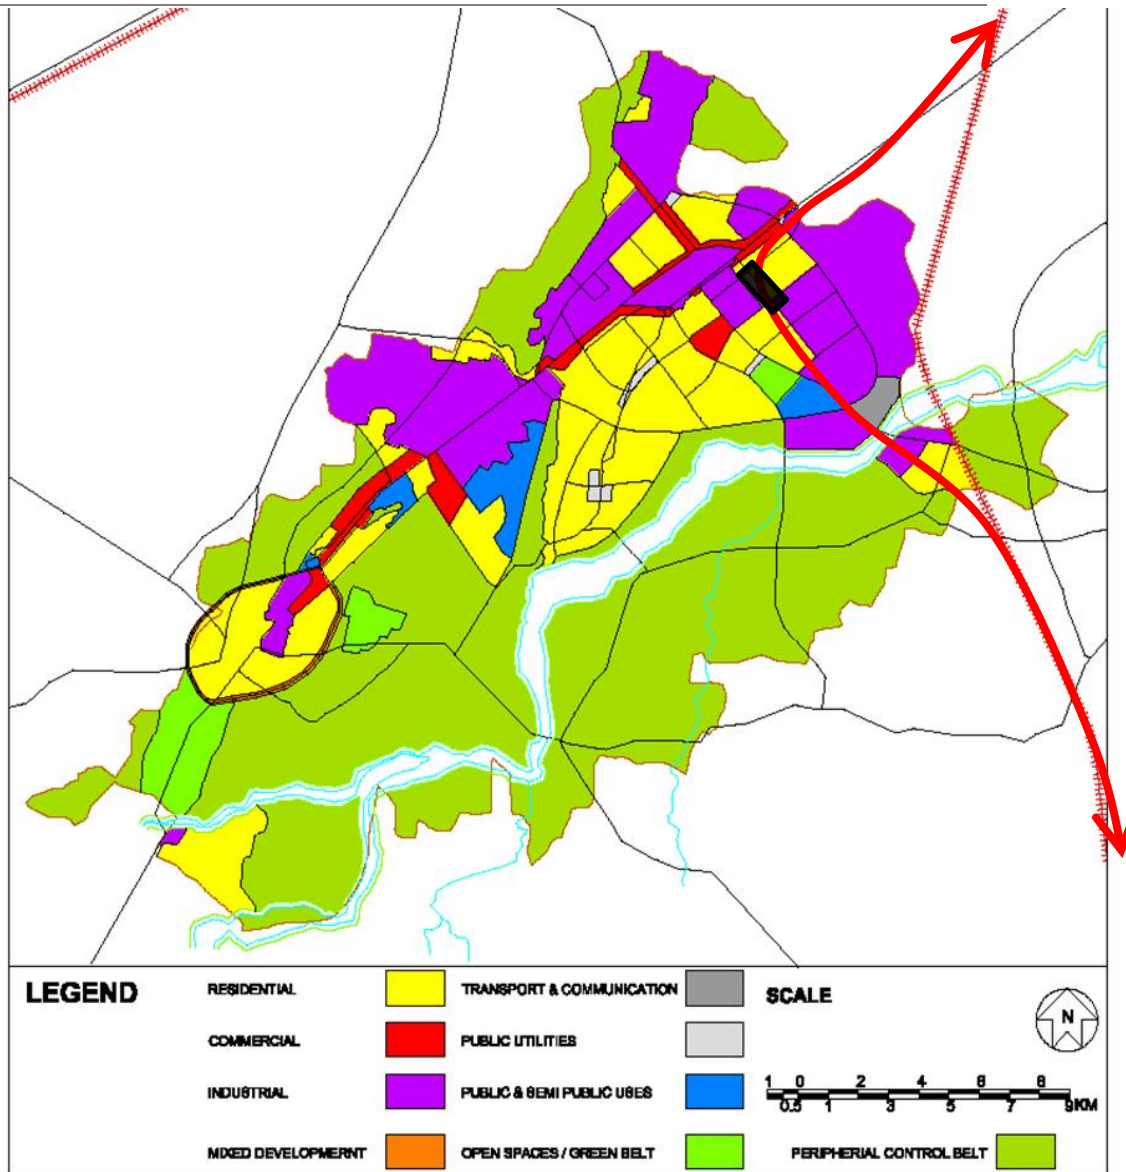 LEGEND
RESIDENTIAL
TRANSPORT & COMMUNICATION
SCALE
N
COMMERCIAL
PUBLIC UTILITIES
INDUSTRIAL
PUBLIC & SEMI PUBLIC USES
1 0 2 4 6 8
0.5 1 3 5 7 9KM
MIXED DEVELOPMERNT
OPEN SPACES / GREEN BELT
PERIPHERIAL CONTROL BELT